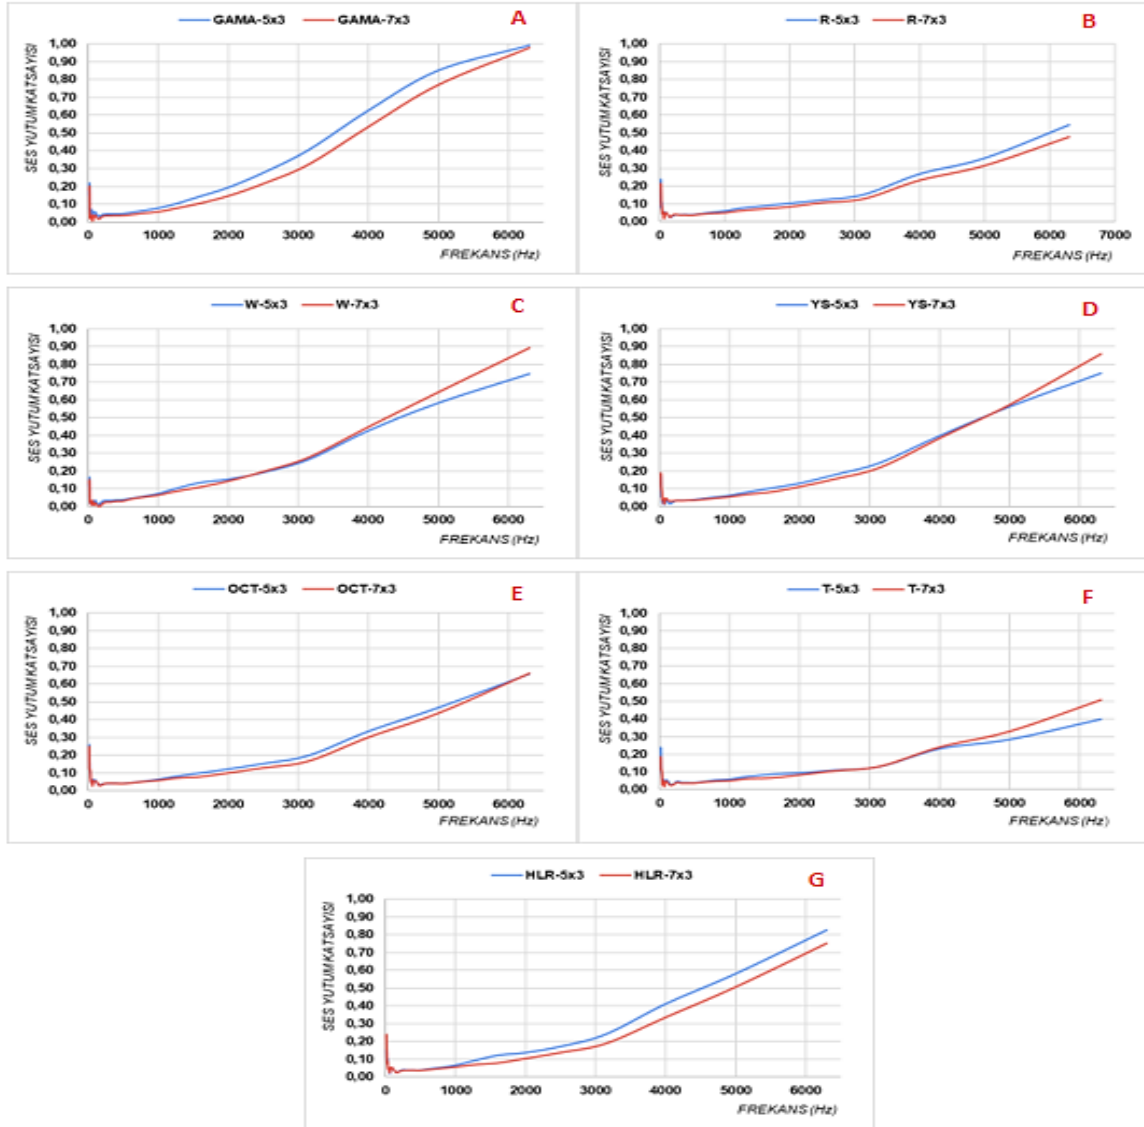 GAMA-5x3 GAMA-7x3 A
SES YUTUM KATSAYISI
1,00
0,90
0,80
0,70
0,60
0,50
0,40
0,30
0,20
0,10
0,00
0 1000 2000 3000 4000 5000 6000
FREKANS (Hz)
R-5x3 R-7x3 B
SES YUTUM KATSAYISI
1,00
0,90
0,80
0,70
0,60
0,50
0,40
0,30
0,20
0,10
0,00
0 1000 2000 3000 4000 5000 6000 7000
FREKANS (Hz)
W-5x3 W-7x3 C
SES YUTUM KATSAYISI
1,00
0,90
0,80
0,70
0,60
0,50
0,40
0,30
0,20
0,10
0,00
0 1000 2000 3000 4000 5000 6000
FREKANS (Hz)
YS-5x3 YS-7x3 D
SES YUTUM KATSAYISI
1,00
0,90
0,80
0,70
0,60
0,50
0,40
0,30
0,20
0,10
0,00
0 1000 2000 3000 4000 5000 6000
FREKANS (Hz)
OCT-5x3 OCT-7x3 E
SES YUTUM KATSAYISI
1,00
0,90
0,80
0,70
0,60
0,50
0,40
0,30
0,20
0,10
0,00
0 1000 2000 3000 4000 5000 6000
FREKANS (Hz)
T-5x3 T-7x3 F
SES YUTUM KATSAYISI
1,00
0,90
0,80
0,70
0,60
0,50
0,40
0,30
0,20
0,10
0,00
0 1000 2000 3000 4000 5000 6000
FREKANS (Hz)
HLR-5x3 HLR-7x3 G
SES YUTUM KATSAYISI
1,00
0,90
0,80
0,70
0,60
0,50
0,40
0,30
0,20
0,10
0,00
0 1000 2000 3000 4000 5000 6000
FREKANS (Hz)